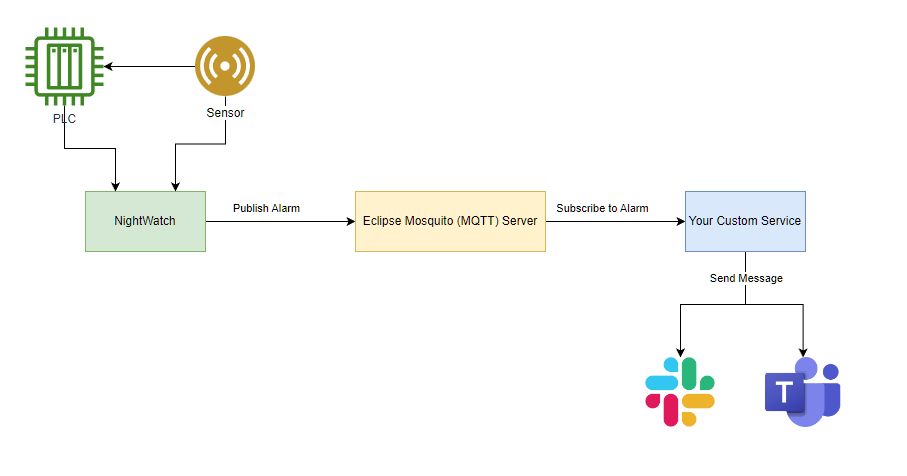 PLC
Sensor
NightWatch
Publish Alarm
Eclipse Mosquito (MQTT) Server
Subscribe to Alarm
Your Custom Service
Send Message
T